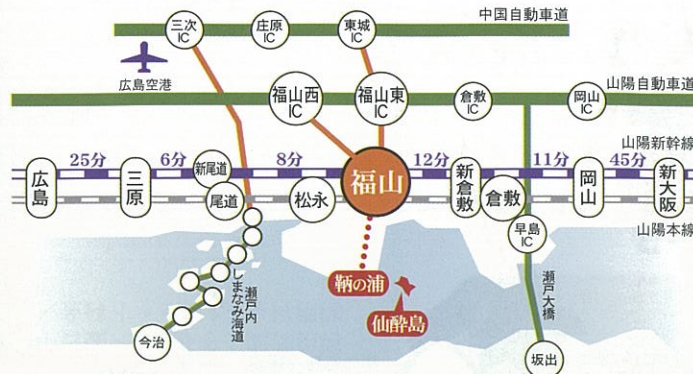 中国自動車道
三次IC
庄原IC
東城IC
広島空港
山陽自動車道
福山西IC
福山東IC
倉敷IC
岡山IC
山陽新幹線
25分
6分
8分
12分
11分
45分
広島
三原
新尾道
尾道
松永
福山
新倉敷
倉敷
岡山
新大阪
山陽本線
早島IC
瀬戸内
しまなみ海道
鞆の浦
仙酔島
瀬戸大橋
今治
坂出